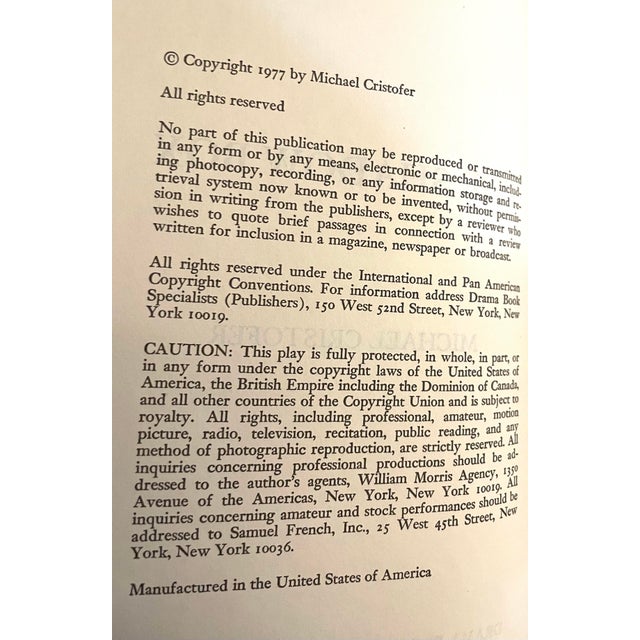 © Copyright 1977 by Michael Cristofer
All rights reserved
No part of this publication may be reproduced or transmitted
in any form or by any means, electronic or mechanical, includ-
ing photocopy, recording, or any information storage and re-
trieval system now known or to be invented, without permis-
sion in writing from the publishers, except by a reviewer who
wishes to quote brief passages in connection with a review
written for inclusion in a magazine, newspaper or broadcast.
All rights reserved under the International and Pan American
Copyright Conventions. For information address Drama Book
Specialists (Publishers), 150 West 52nd Street, New York, New
York 10019.
CAUTION: This play is fully protected, in whole, in part, or
in any form under the copyright laws of the United States of
America, the British Empire including the Dominion of Canada,
and all other countries of the Copyright Union and is subject to
royalty. All rights, including professional, amateur, motion
picture, radio, television, recitation, public reading, and any
method of photographic reproduction, are strictly reserved. All
inquiries concerning professional productions should be ad-
dressed to the author's agents, William Morris Agency, 1350
Avenue of the Americas, New York, New York 10019. All
inquiries concerning amateur and stock performances should be
addressed to Samuel French, Inc., 25 West 45th Street, New
York, New York 10036.
Manufactured in the United States of America